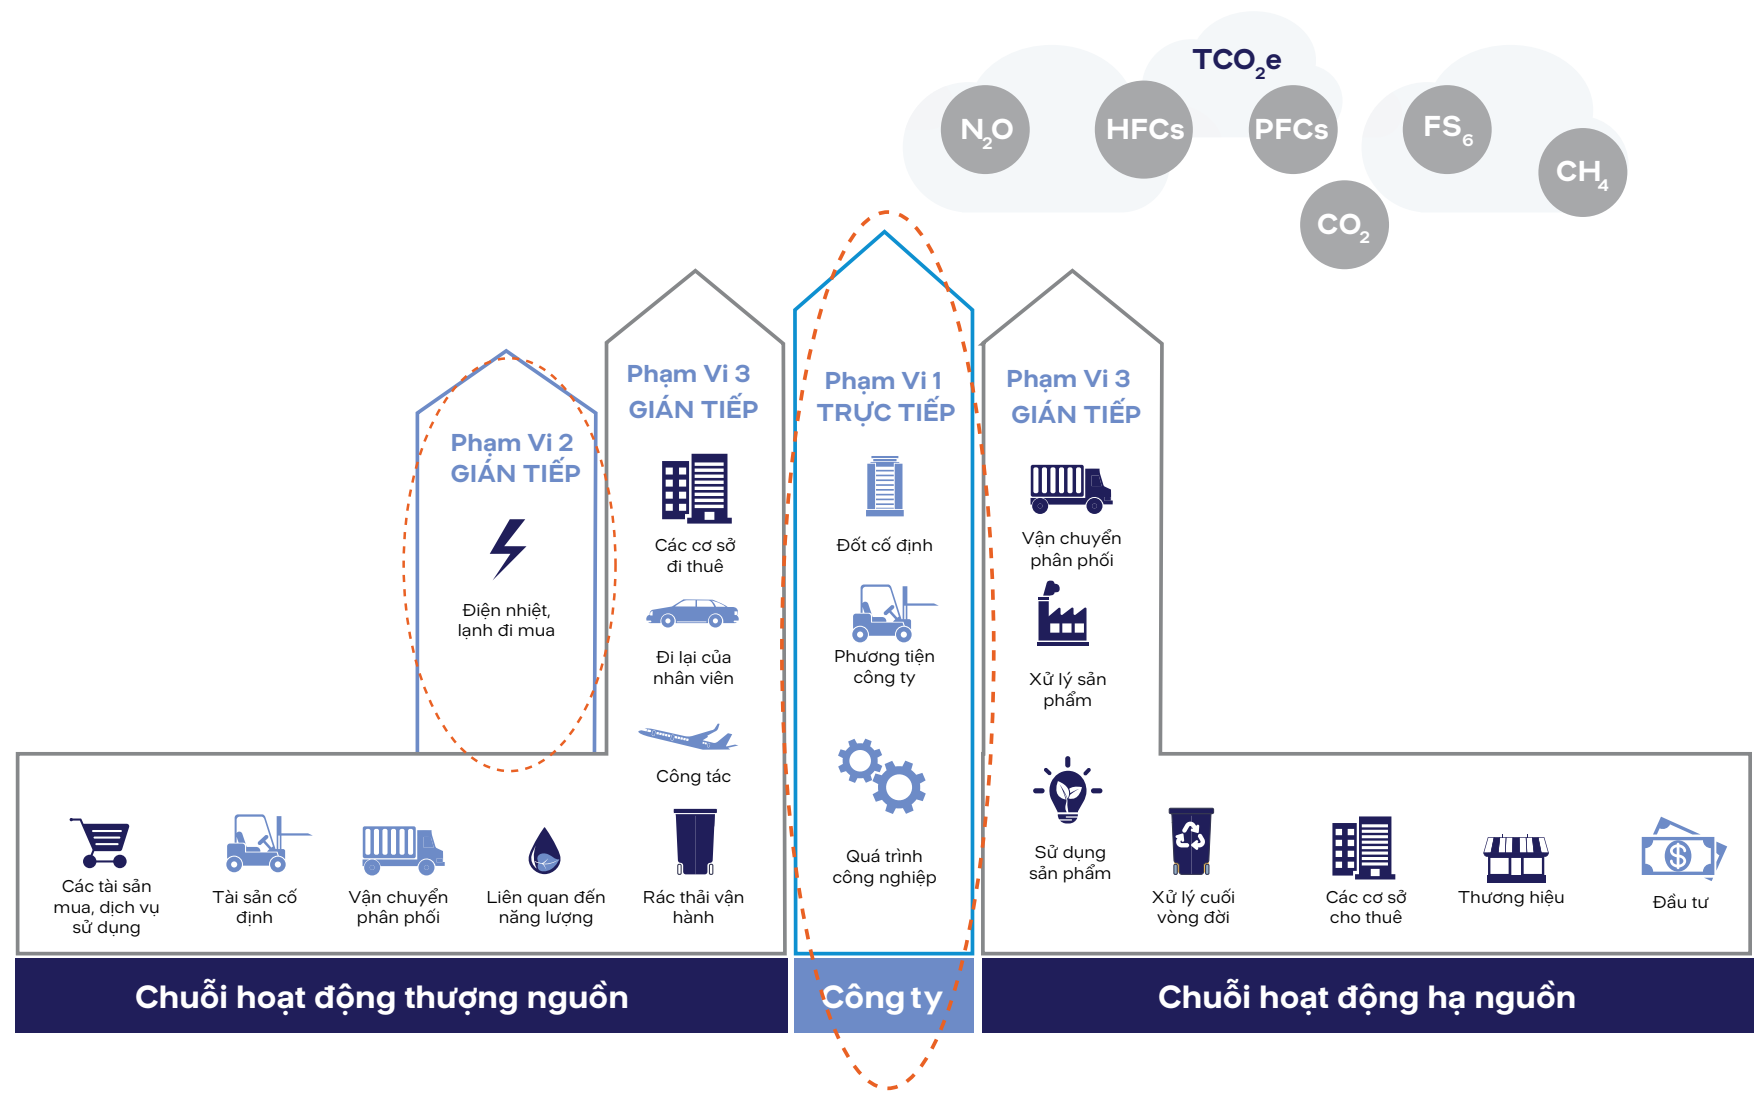 TCO₂e
N₂O
HFCs
PFCs
FS₆
CH₄
CO₂
Phạm Vi 2
GIÁN TIẾP
Điện nhiệt,
lạnh đi mua
Phạm Vi 3
GIÁN TIẾP
Các cơ sở
đi thuê
Đi lại của
nhân viên
Công tác
Rác thải vận
hành
Các tài sản
mua, dịch vụ
sử dụng
Tài sản cố
định
Vận chuyển
phân phối
Liên quan đến
năng lượng
Phạm Vi 1
TRỰC TIẾP
Đốt cố định
Phương tiện
công ty
Quá trình
công nghiệp
Phạm Vi 3
GIÁN TIẾP
Vận chuyển
phân phối
Xử lý sản
phẩm
Sử dụng
sản phẩm
Xử lý cuối
vòng đời
Các cơ sở
cho thuê
Thương hiệu
$
Đầu tư
Chuỗi hoạt động thượng nguồn
Công ty
Chuỗi hoạt động hạ nguồn